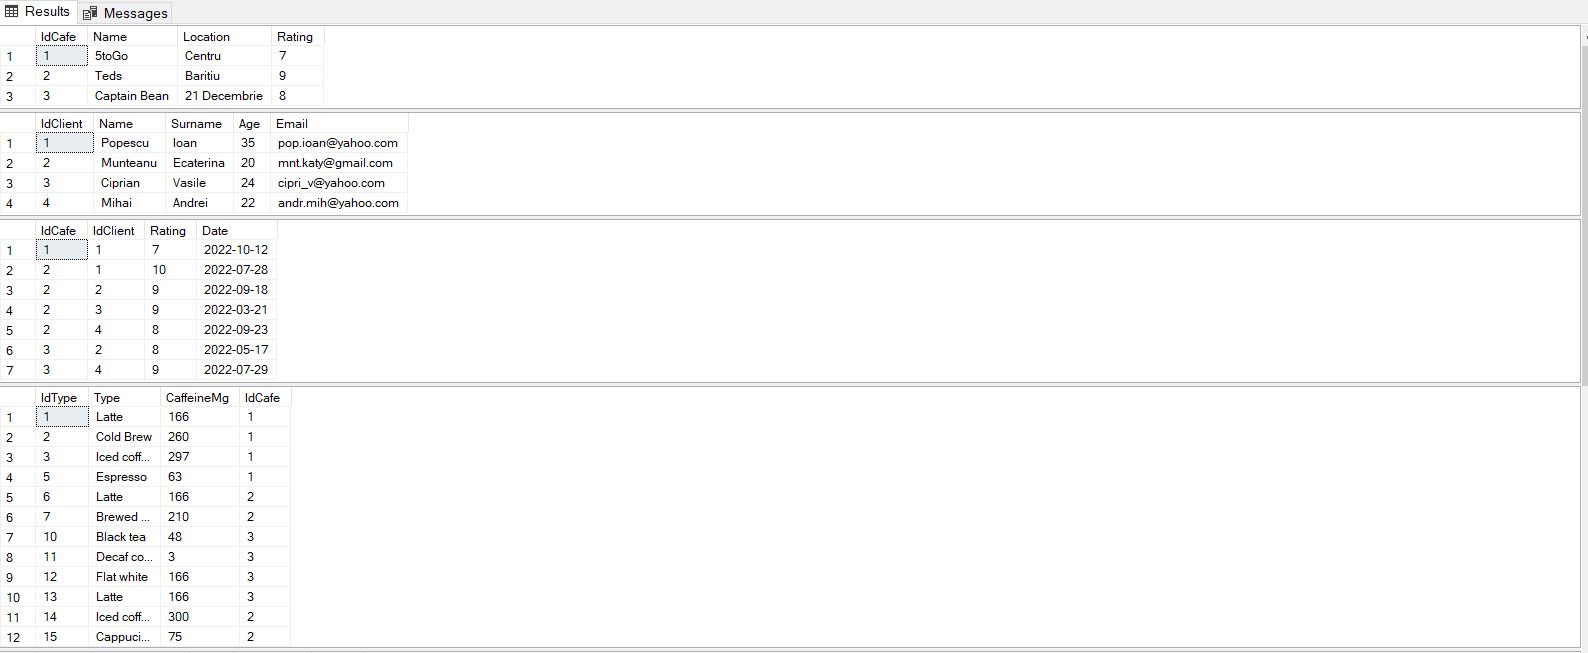 Results Messages
IdCafe Name Location Rating
1 1 5toGo Centru 7
2 2 Teds Baritiu 9
3 3 Captain Bean 21 Decembrie 8
IdClient Name Surname Age Email
1 1 Popescu Ioan 35 pop.ioan@yahoo.com
2 2 Munteanu Ecaterina 20 mnt.katy@gmail.com
3 3 Ciprian Vasile 24 cipri_v@yahoo.com
4 4 Mihai Andrei 22 andr.mih@yahoo.com
IdCafe IdClient Rating Date
1 1 1 7 2022-10-12
2 2 1 10 2022-07-28
3 2 2 9 2022-09-18
4 2 3 9 2022-03-21
5 2 4 8 2022-09-23
6 3 2 8 2022-05-17
7 3 4 9 2022-07-29
IdType Type CaffeineMg IdCafe
1 1 Latte 166 1
2 2 Cold Brew 260 1
3 3 Iced coff... 297 1
4 5 Espresso 63 1
5 6 Latte 166 2
6 7 Brewed ... 210 2
7 10 Black tea 48 3
8 11 Decaf co... 3 3
9 12 Flat white 166 3
10 13 Latte 166 3
11 14 Iced coff... 300 2
12 15 Cappuci... 75 2